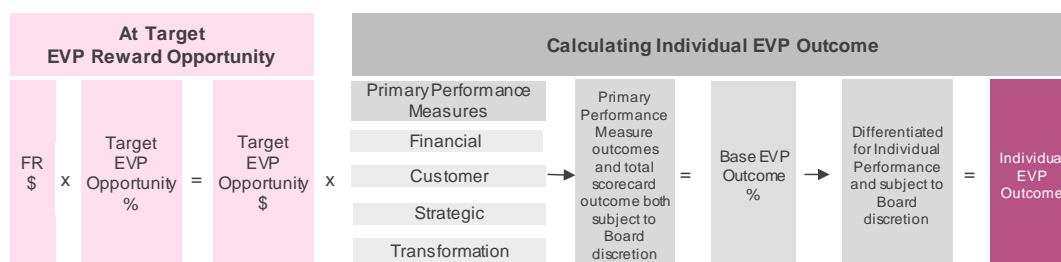 At Target
EVP Reward Opportunity
Calculating Individual EVP Outcome
FR
$
x
Target
EVP
Opportunity
%
=
Target
EVP
Opportunity
$
x
Primary Performance
Measures
Financial
Customer
Strategic
Transformation
Primary
Performance
Measure
outcomes
and total
scorecard
outcome both
subject to
Board
discretion
=
Base EVP
Outcome
%
Differentiated
for Individual
Performance
and subject to
Board
discretion
=
Individual
EVP
Outcome